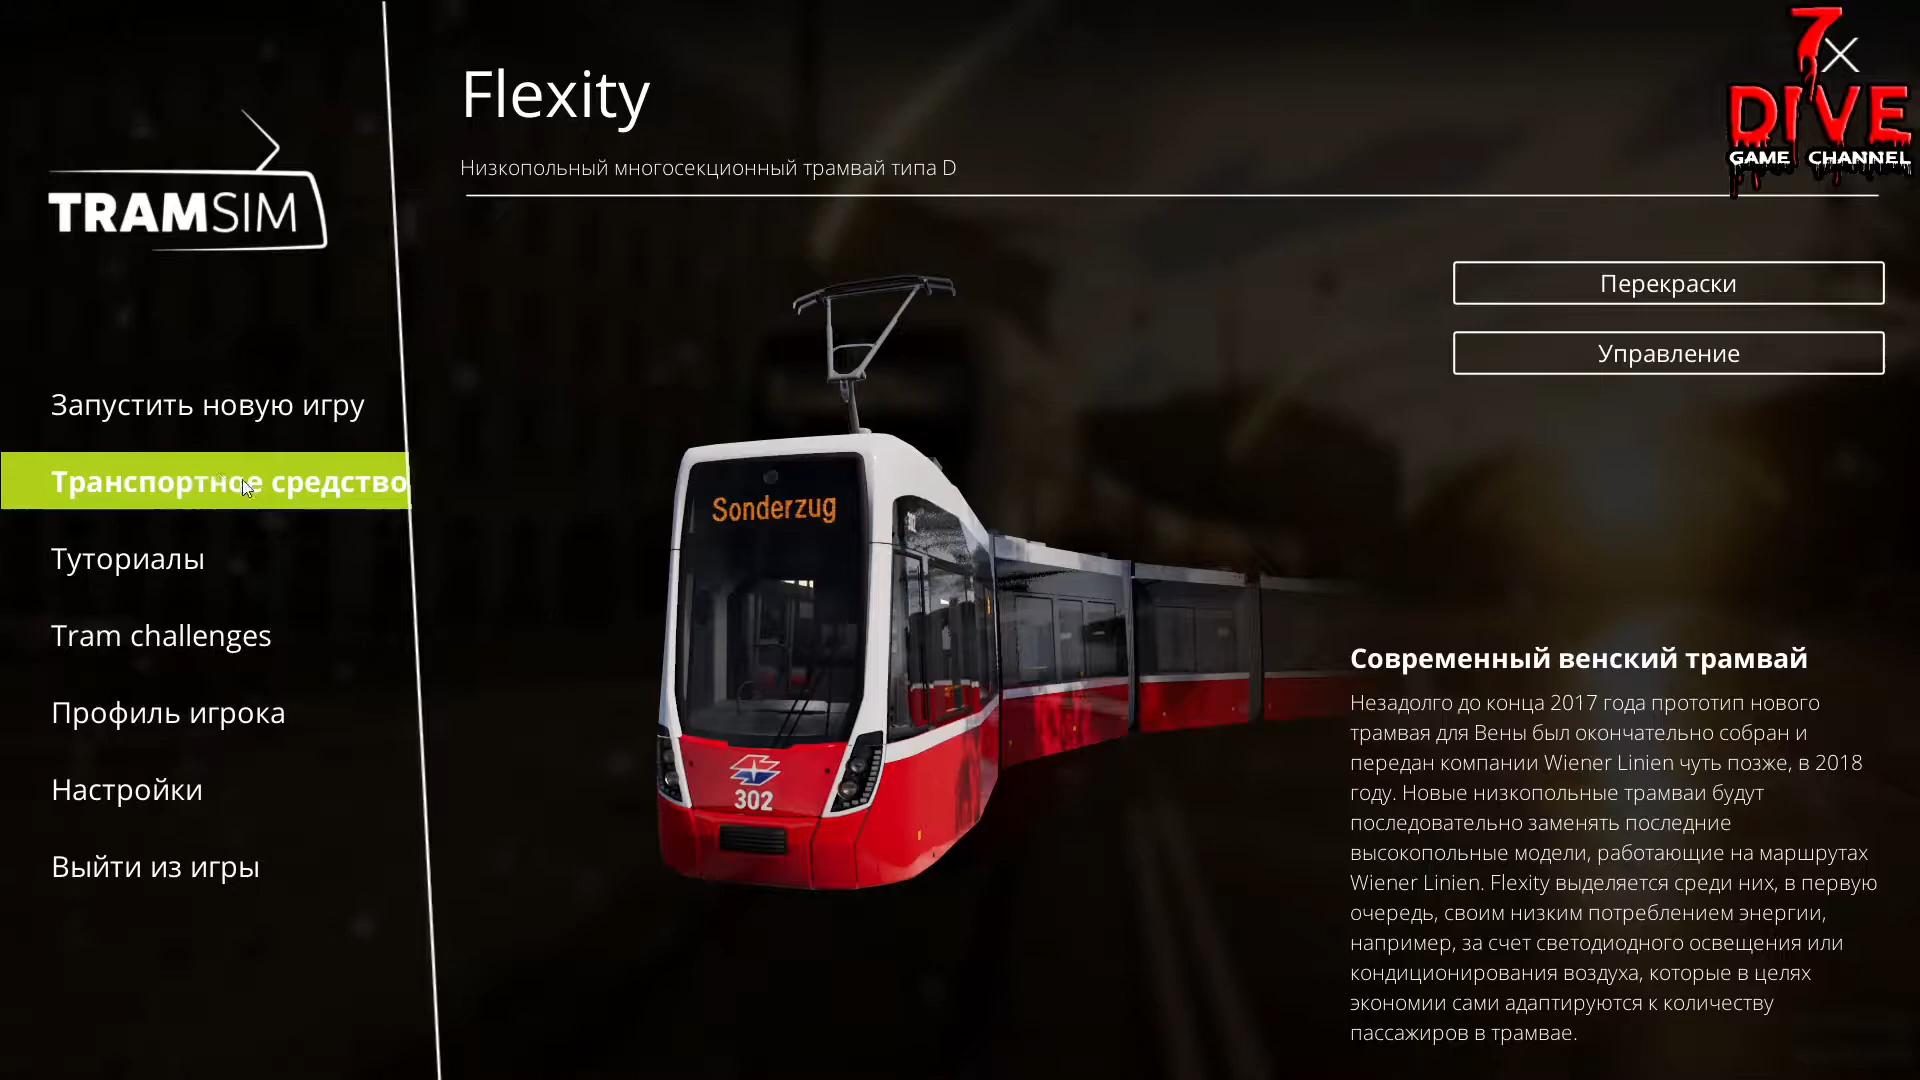 TRAMSIM
Запустить новую игру
Транспортное средство
Туториалы
Tram challenges
Профиль игрока
Настройки
Выйти из игры
Flexity
Низкопольный многосекционный трамвай типа D
7
DIVE
GAME CHANNEL
Перекраски
Управление
Sonderzug
302
Современный венский трамвай
Незадолго до конца 2017 года прототип нового
трамвая для Вены был окончательно собран и
передан компании Wiener Linien чуть позже, в 2018
году. Новые низкопольные трамваи будут
последовательно заменять последние
высокопольные модели, работающие на маршрутах
Wiener Linien. Flexity выделяется среди них, в первую
очередь, своим низким потреблением энергии,
например, за счет светодиодного освещения или
кондиционирования воздуха, которые в целях
экономии сами адаптируются к количеству
пассажиров в трамвае.